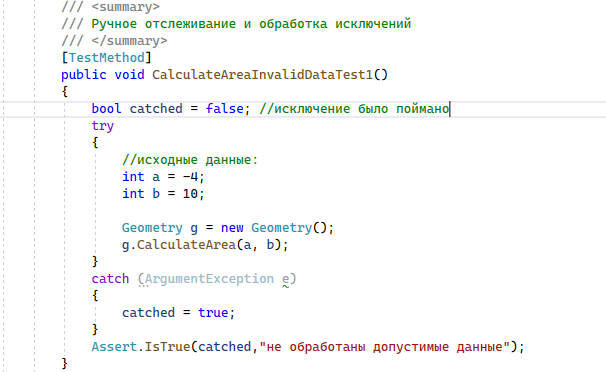 /// <summary>
/// Ручное отслеживание и обработка исключений
/// </summary>
[TestMethod]
public void CalculateAreaInvalidDataTest1()
{
bool catched = false; //исключение было поймано
try
{
//исходные данные:
int a = -4;
int b = 10;
Geometry g = new Geometry();
g.CalculateArea(a, b);
}
catch (ArgumentException e)
{
catched = true;
}
Assert.IsTrue(catched,"не обработаны допустимые данные");
}